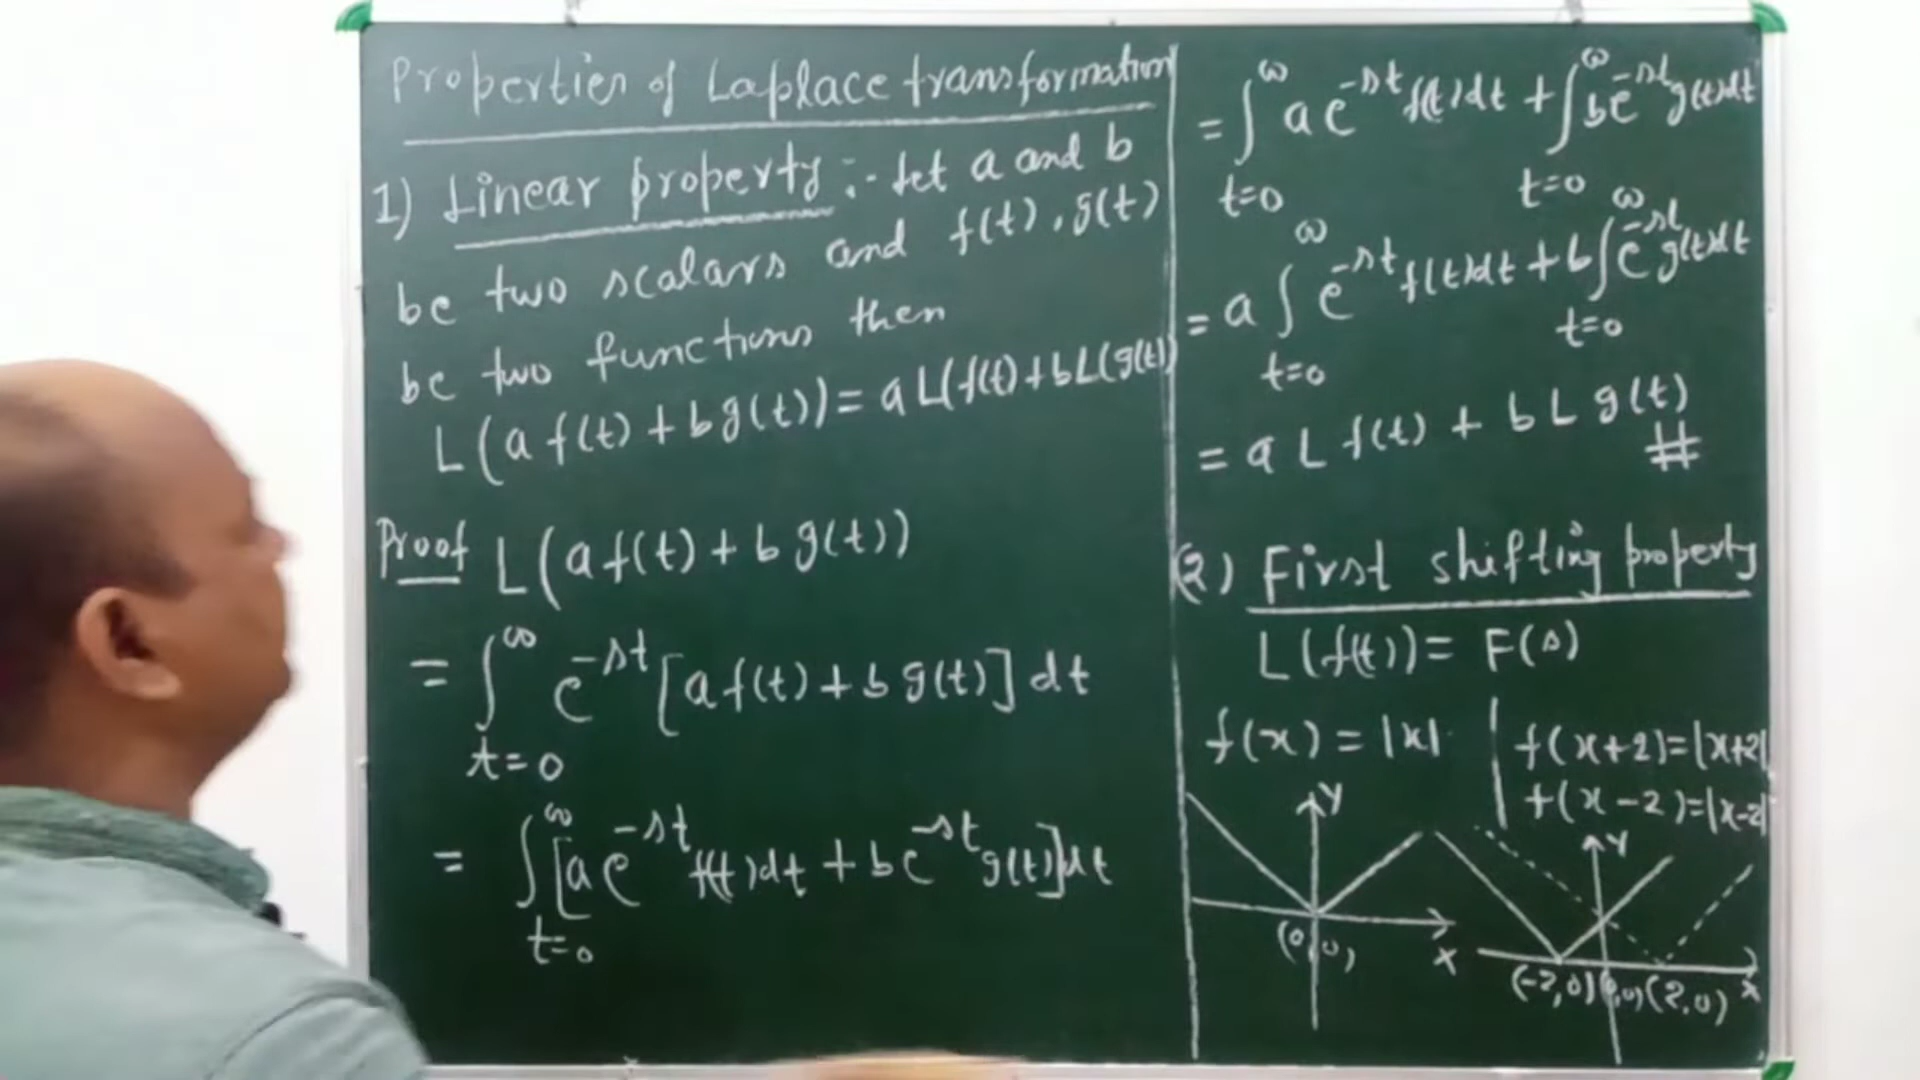 Properties of Laplace transformation
1) Linear property :- Let a and b
be two scalars and f(t), g(t)
be two functions then
L(a f(t) + b g(t)) = a L(f(t) + b L(g(t))
Proof L(a f(t) + b g(t))
= ∫ ∞ t=0 e^-st [a f(t) + b g(t)] dt
= ∫ ∞ t=0 [a e^-st f(t) dt + b e^-st g(t)] dt
= ∫ ∞ t=0 a e^-st f(t) dt + ∫ ∞ t=0 b e^-st g(t) dt
= a ∫ ∞ t=0 e^-st f(t) dt + b ∫ ∞ t=0 e^-st g(t) dt
= a L f(t) + b L g(t)
#
(2) First shifting property
L(f(t)) = F(s)
f(x) = |x|
f(x+2) = |x+2|
f(x-2) = |x-2|
Y
(0,0)
X
Y
(-2,0) (0,0) (2,0) X